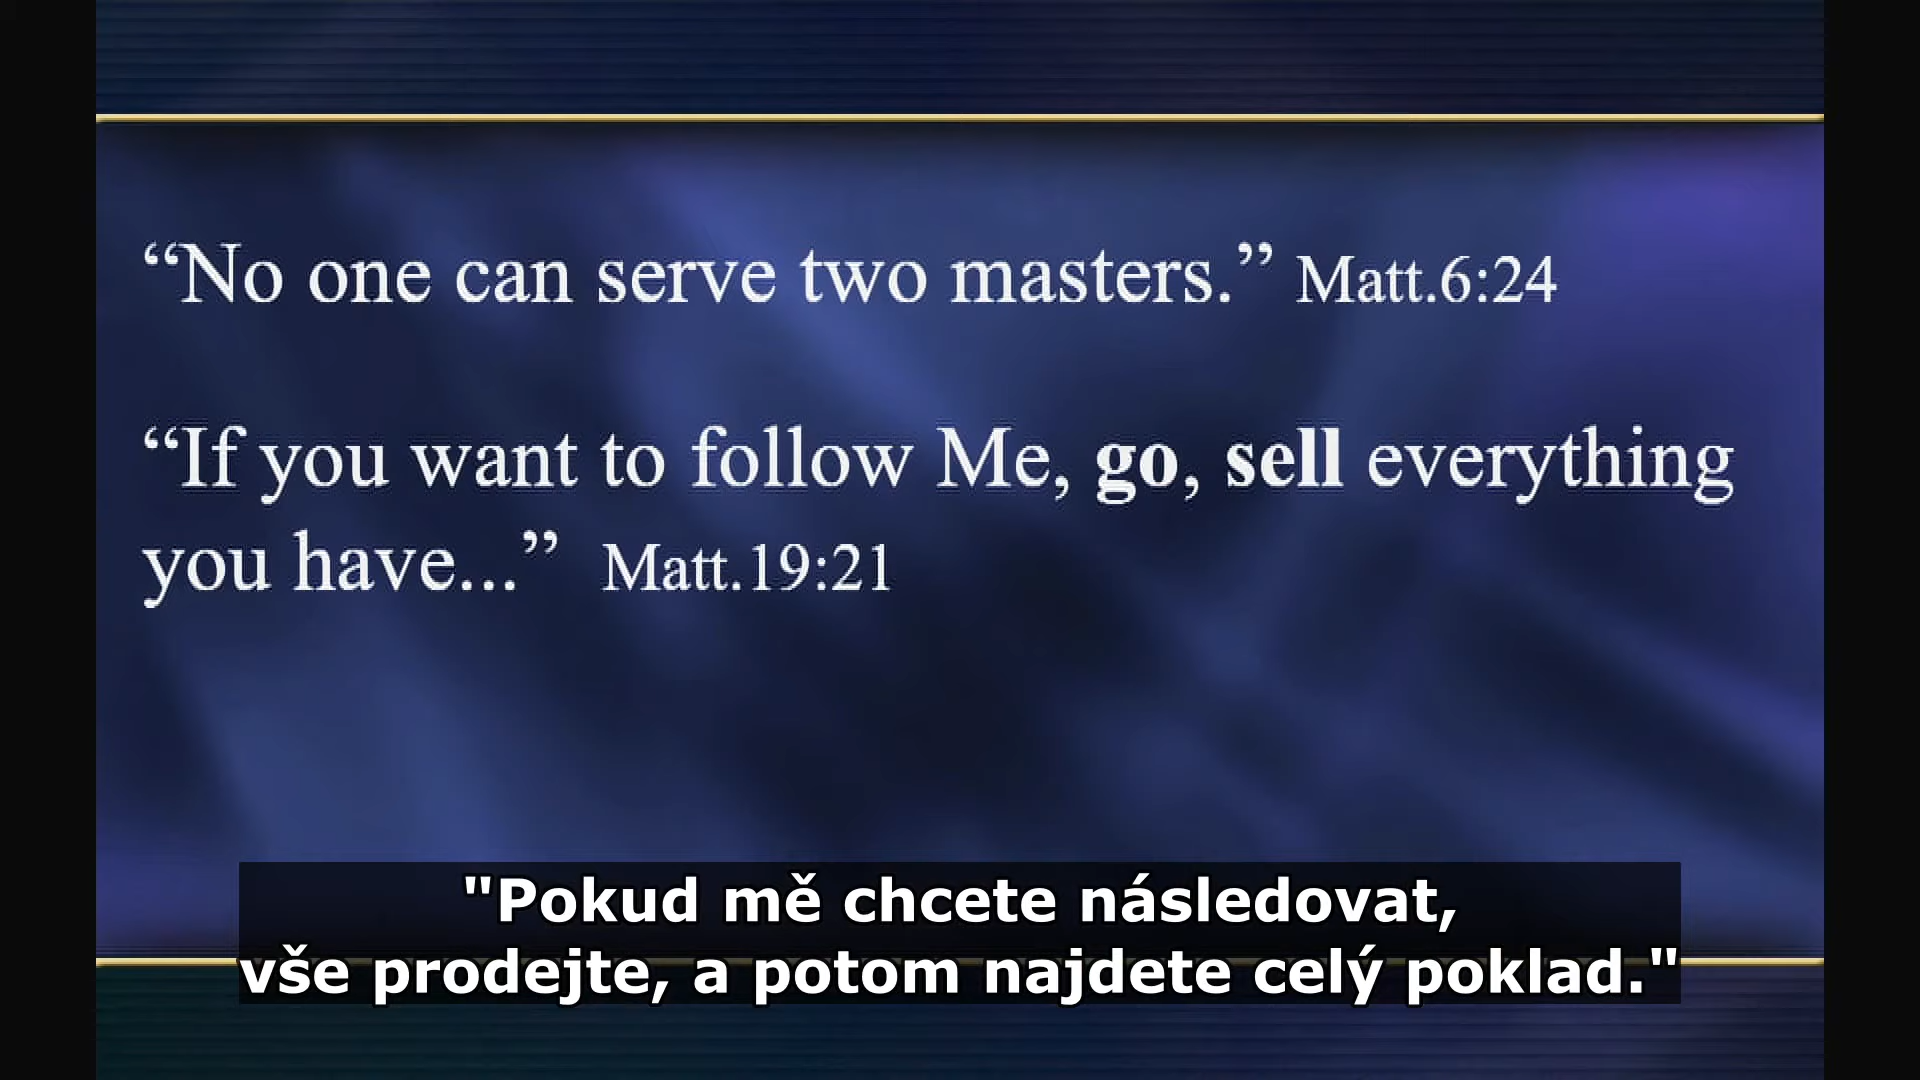 “No one can serve two masters.” Matt.6:24
“If you want to follow Me, go, sell everything
you have...” Matt.19:21
"Pokud mě chcete následovat,
vše prodejte, a potom najdete celý poklad."